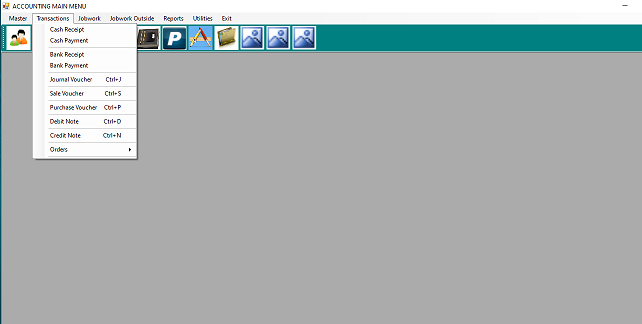 ACCOUNTING MAIN MENU
Master Transactions Jobwork Jobwork Outside Reports Utilities Exit
Cash Receipt
Cash Payment
P
Bank Receipt
Bank Payment
Journal Voucher Ctrl+J
Sale Voucher Ctrl+S
Purchase Voucher Ctrl+P
Debit Note Ctrl+D
Credit Note Ctrl+N
Orders